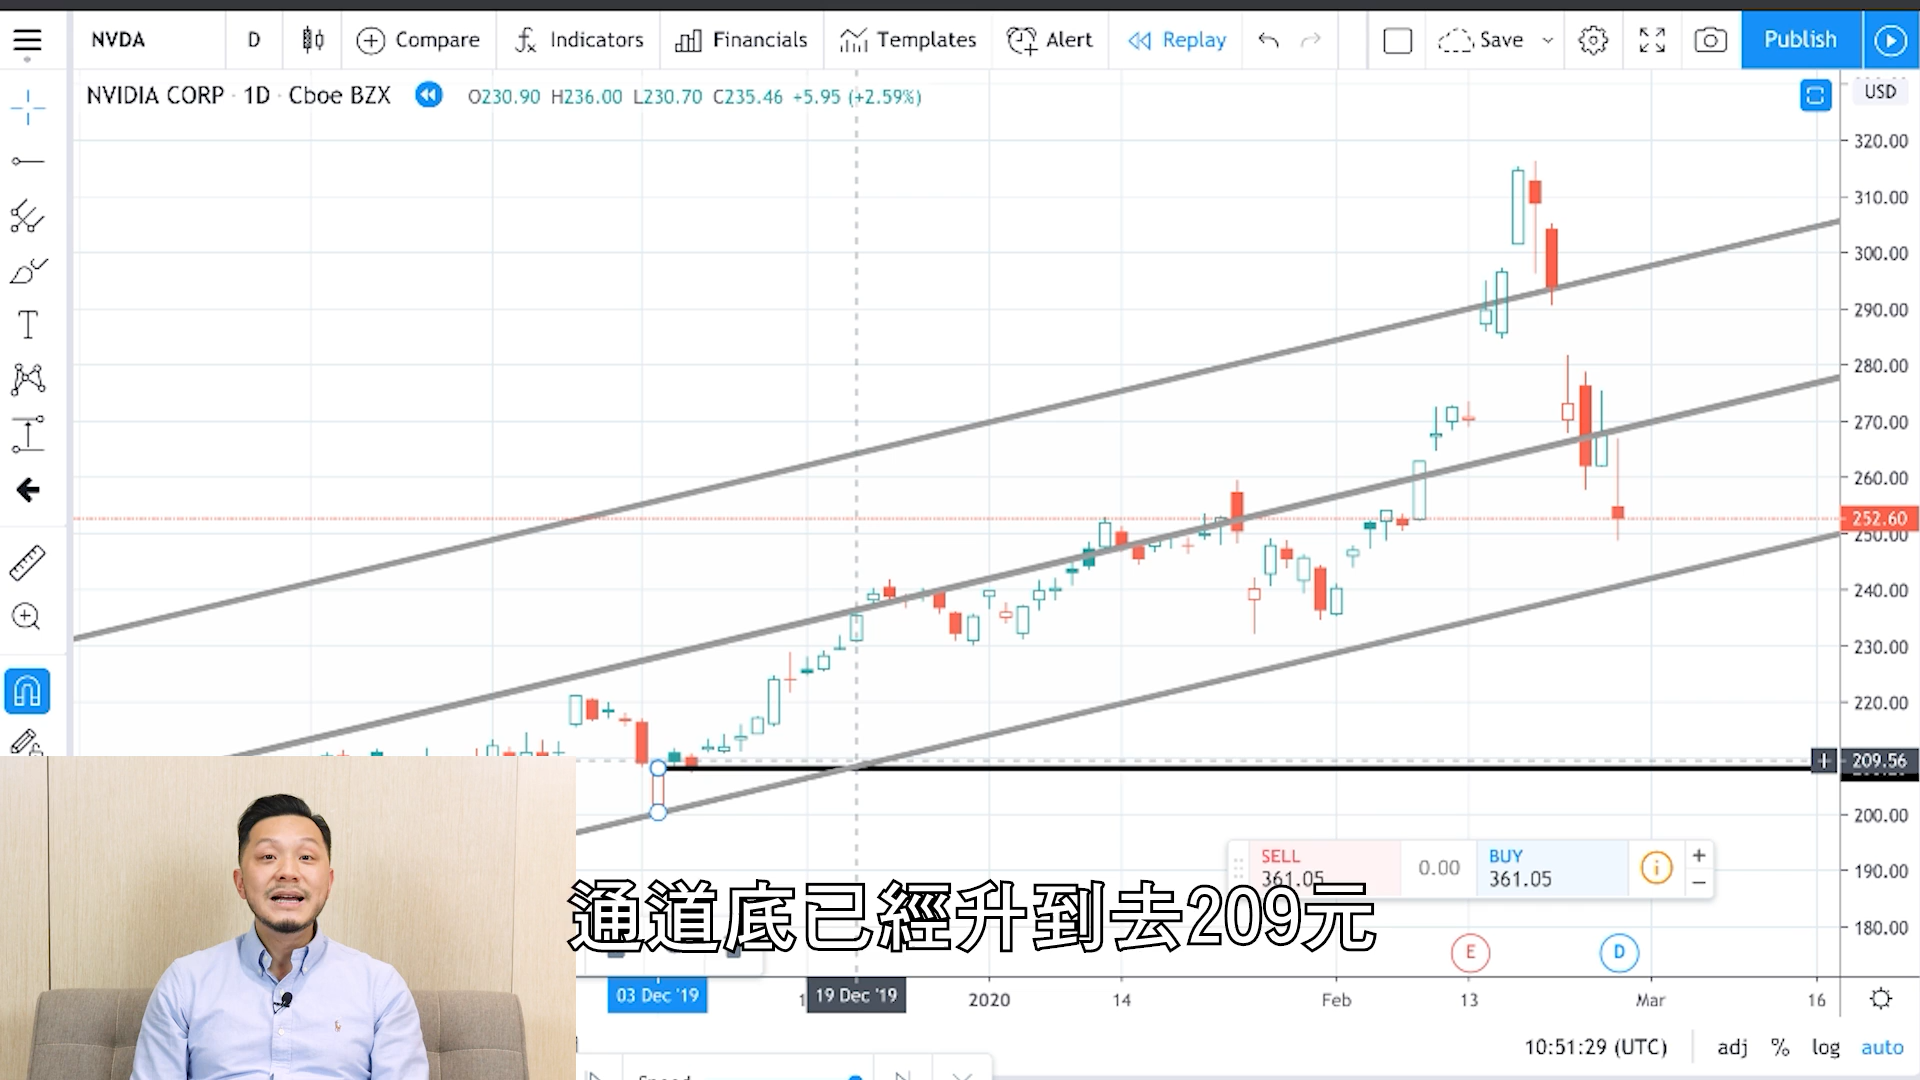 NVDA D Compare Indicators Financials Templates Alert Replay Save Publish
NVIDIA CORP · 1D · Cboe BZX O230.90 H236.00 L230.70 C235.46 +5.95 (+2.59%)
USD
320.00
310.00
300.00
290.00
280.00
270.00
260.00
252.60
250.00
240.00
230.00
220.00
209.56
200.00
190.00
180.00
SELL
361.05
0.00
BUY
361.05
通道底已經升到去209元
E
D
03 Dec '19 19 Dec '19 2020 14 Feb 13 Mar 16
10:51:29 (UTC) adj % log auto